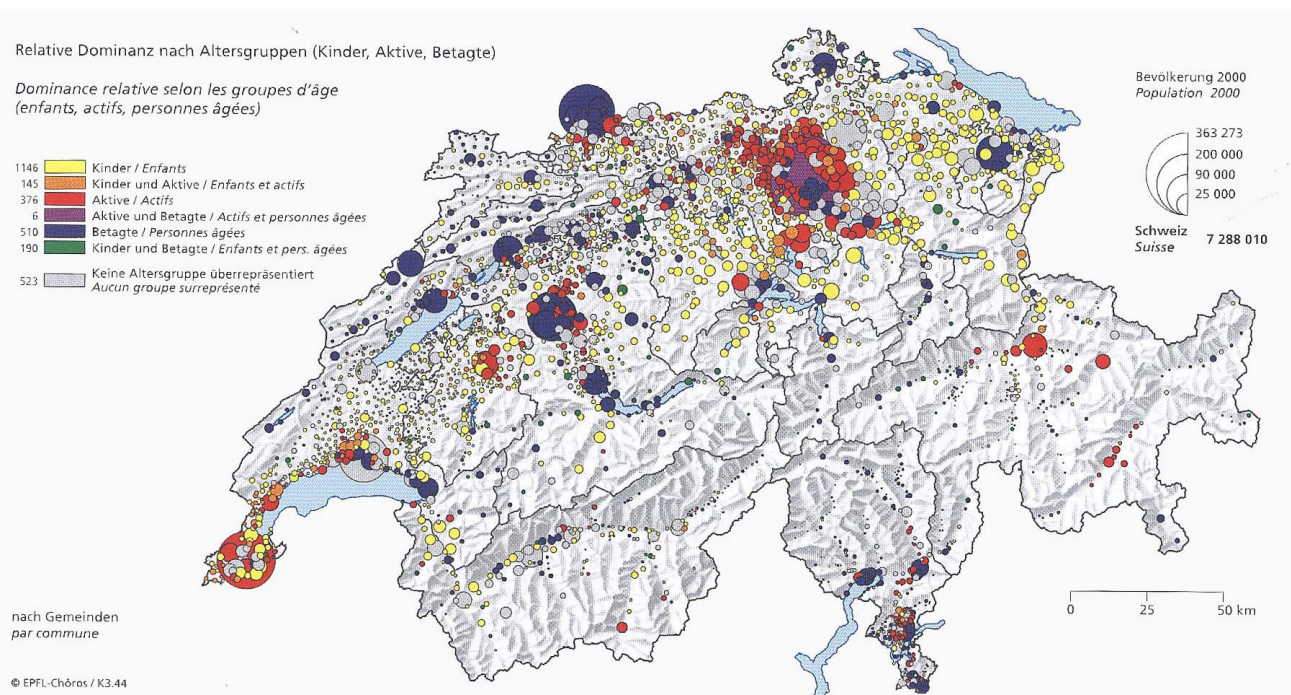 Relative Dominanz nach Altersgruppen (Kinder, Aktive, Betagte)
Dominance relative selon les groupes d'âge
(enfants, actifs, personnes âgées)
1146 Kinder / Enfants
145 Kinder und Aktive / Enfants et actifs
376 Aktive / Actifs
6 Aktive und Betagte / Actifs et personnes âgées
510 Betagte / Personnes âgées
190 Kinder und Betagte / Enfants et pers. âgées
523 Keine Altersgruppe überrepräsentiert
Aucun groupe surreprésenté
Bevölkerung 2000
Population 2000
363 273
200 000
90 000
25 000
Schweiz
Suisse
7 288 010
0 25 50 km
nach Gemeinden
par commune
© EPFL-Chôros / K3.44